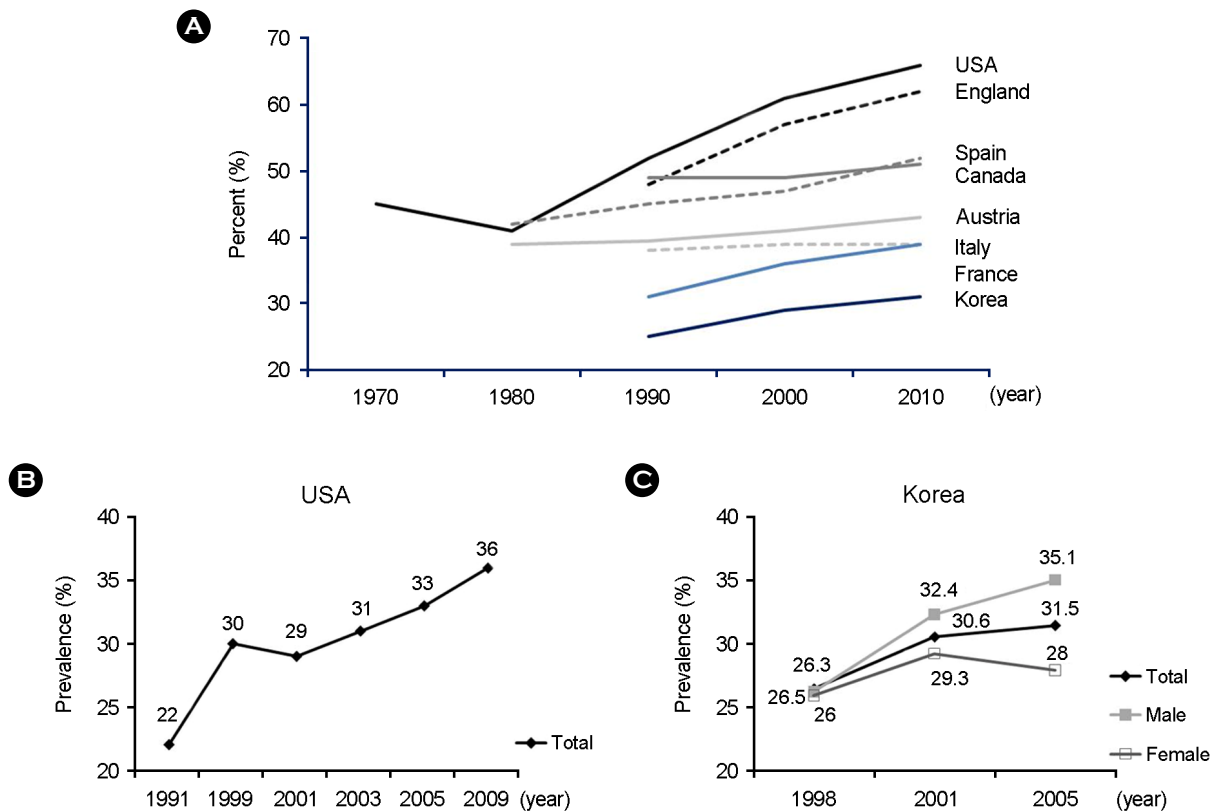 A
Percent (%)
70
60
50
40
30
20
USA
England
Spain
Canada
Austria
Italy
France
Korea
1970 1980 1990 2000 2010 (year)
B
USA
Prevalence (%)
40
35
30
25
20
22
30
29
31
33
36
Total
1991 1999 2001 2003 2005 2009 (year)
C
Korea
Prevalence (%)
40
35
30
25
20
26.3
26.5
26
32.4
30.6
29.3
35.1
31.5
28
Total
Male
Female
1998 2001 2005 (year)